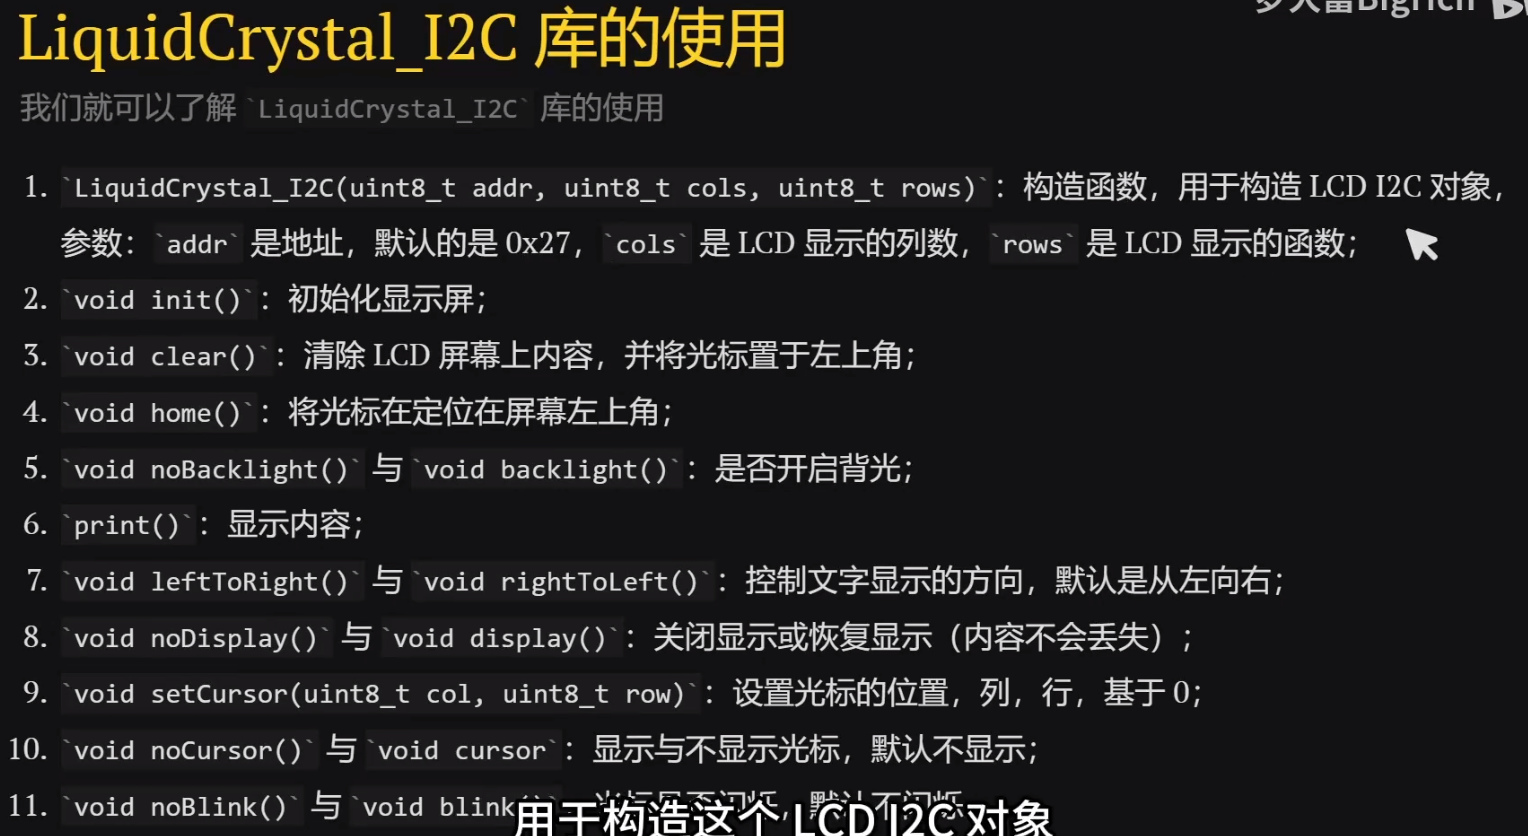 罗大富Bigrich
LiquidCrystal_I2C 库的使用
我们就可以了解 `LiquidCrystal_I2C` 库的使用
1. `LiquidCrystal_I2C(uint8_t addr, uint8_t cols, uint8_t rows)`：构造函数，用于构造 LCD I2C 对象，
参数：`addr` 是地址，默认的是 0x27，`cols` 是 LCD 显示的列数，`rows` 是 LCD 显示的函数；
2. `void init()`：初始化显示屏；
3. `void clear()`：清除 LCD 屏幕上内容，并将光标置于左上角；
4. `void home()`：将光标在定位在屏幕左上角；
5. `void noBacklight()` 与 `void backlight()`：是否开启背光；
6. `print()`：显示内容；
7. `void leftToRight()` 与 `void rightToLeft()`：控制文字显示的方向，默认是从左向右；
8. `void noDisplay()` 与 `void display()`：关闭显示或恢复显示（内容不会丢失）；
9. `void setCursor(uint8_t col, uint8_t row)`：设置光标的位置，列，行，基于 0；
10. `void noCursor()` 与 `void cursor`：显示与不显示光标，默认不显示；
11. `void noBlink()` 与 `void blink
用于构造这个 LCD I2C 对象